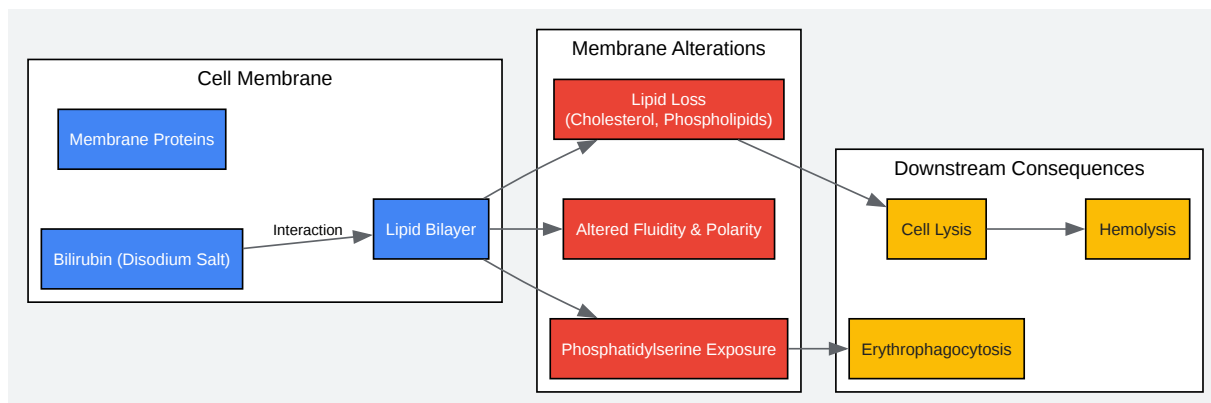 Cell Membrane
Membrane Proteins
Bilirubin (Disodium Salt)
Interaction
Lipid Bilayer
Membrane Alterations
Lipid Loss
(Cholesterol, Phospholipids)
Altered Fluidity & Polarity
Phosphatidylserine Exposure
Downstream Consequences
Cell Lysis
Hemolysis
Erythrophagocytosis